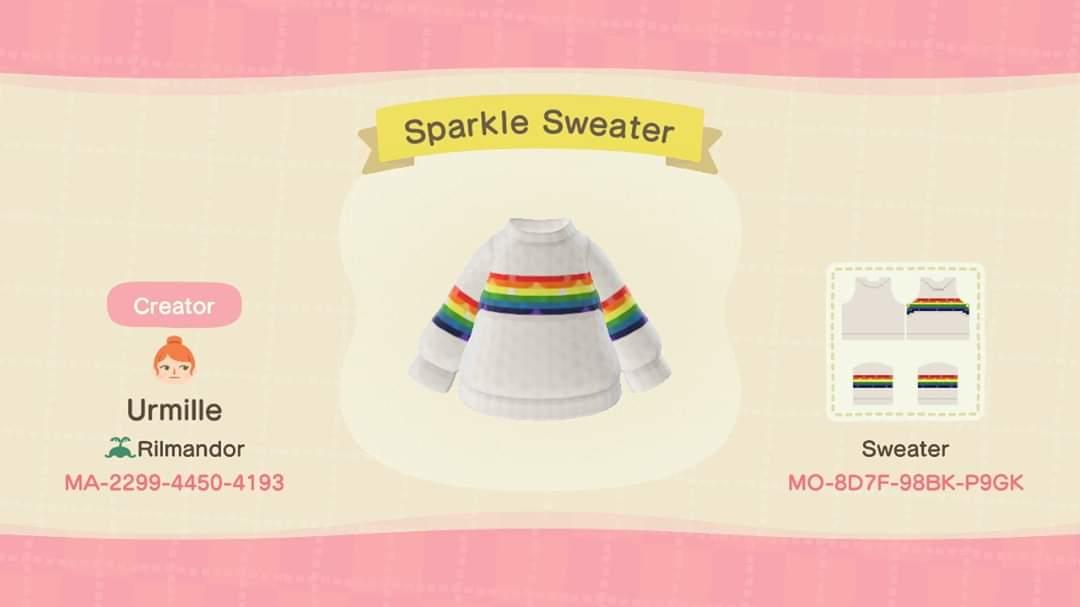 Sparkle Sweater
Creator
Urmille
Rilmandor
MA-2299-4450-4193
Sweater
MO-8D7F-98BK-P9GK